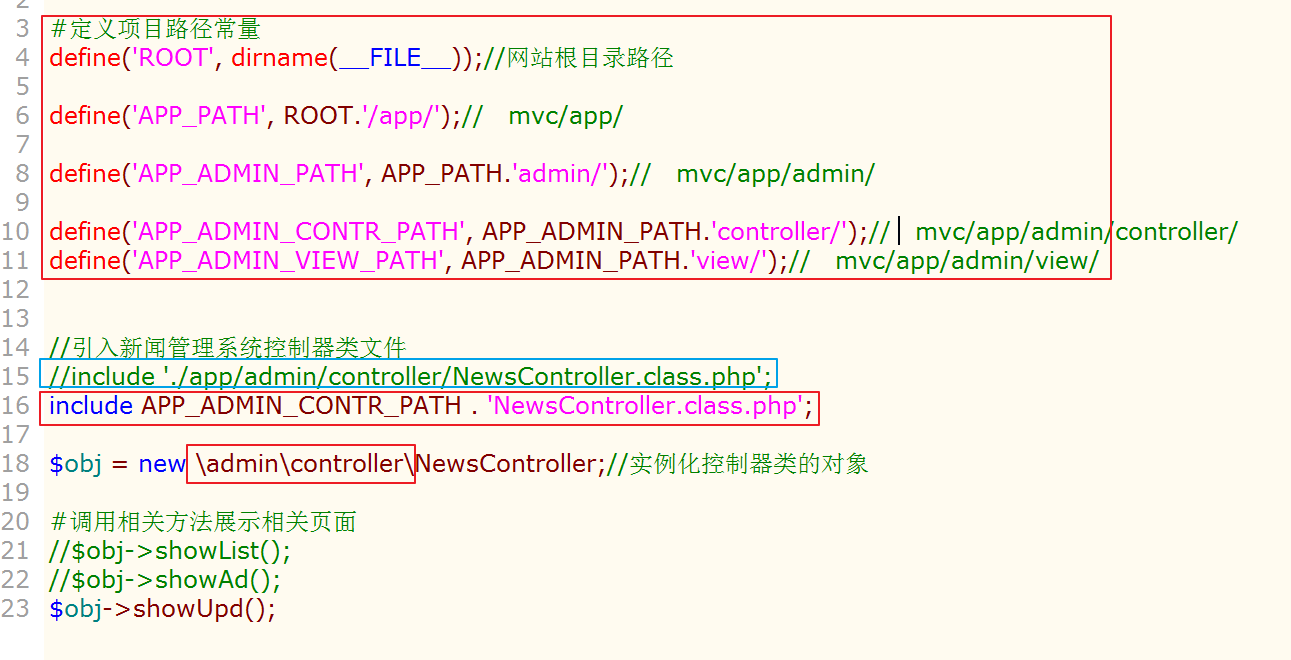 2
3 #定义项目路径常量
4 define('ROOT', dirname(__FILE__));//网站根目录路径
5
6 define('APP_PATH', ROOT.'/app/');// mvc/app/
7
8 define('APP_ADMIN_PATH', APP_PATH.'admin/');// mvc/app/admin/
9
10 define('APP_ADMIN_CONTR_PATH', APP_ADMIN_PATH.'controller/');// mvc/app/admin/controller/
11 define('APP_ADMIN_VIEW_PATH', APP_ADMIN_PATH.'view/');// mvc/app/admin/view/
12
13
14 //引入新闻管理系统控制器类文件
15 //include './app/admin/controller/NewsController.class.php';
16 include APP_ADMIN_CONTR_PATH . 'NewsController.class.php';
17
18 $obj = new \admin\controller\NewsController;//实例化控制器类的对象
19
20 #调用相关方法展示相关页面
21 //$obj->showList();
22 //$obj->showAd();
23 $obj->showUpd();